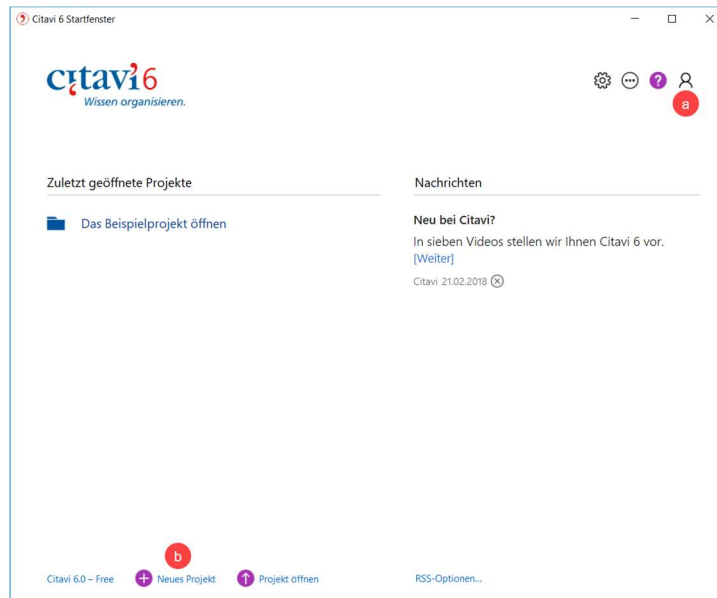 Citavi 6 Startfenster
citavi 6
Wissen organisieren.
?
a
Zuletzt geöffnete Projekte
Das Beispielprojekt öffnen
Nachrichten
Neu bei Citavi?
In sieben Videos stellen wir Ihnen Citavi 6 vor.
[Weiter]
Citavi 21.02.2018
b
Citavi 6.0 – Free
Neues Projekt
Projekt öffnen
RSS-Optionen...